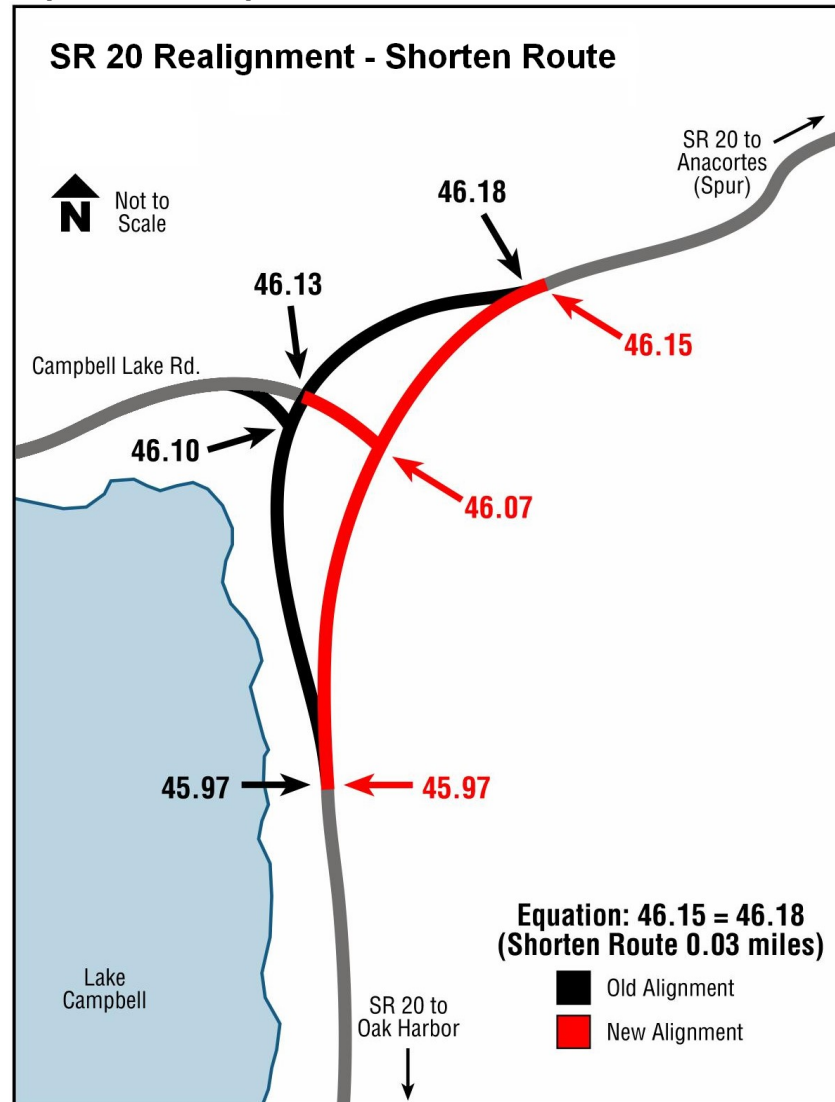 SR 20 Realignment - Shorten Route
SR 20 to
Anacortes
(Spur)
N
Not to
Scale
46.18
46.13
46.15
Campbell Lake Rd.
46.10
46.07
45.97
45.97
Equation: 46.15 = 46.18
(Shorten Route 0.03 miles)
Old Alignment
New Alignment
Lake
Campbell
SR 20 to
Oak Harbor